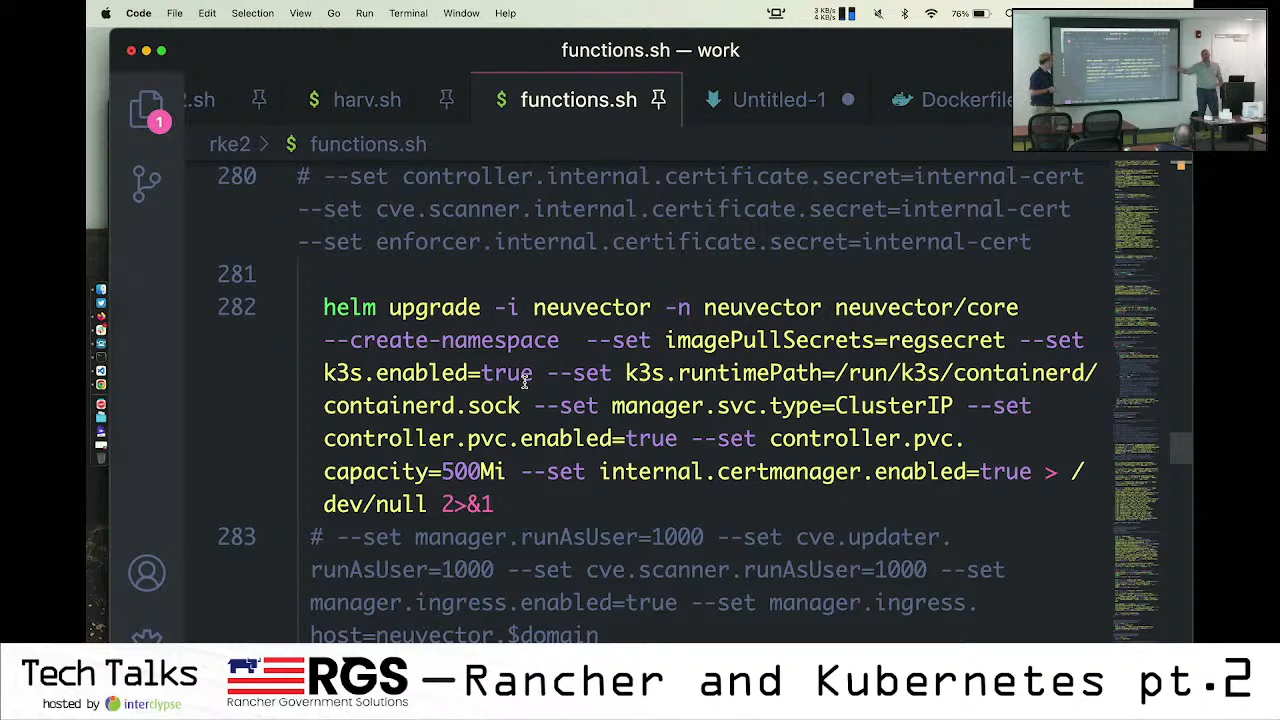 Code File Edit Selection View Go Run Terminal Window Help 3 KB/s 4 KB/s 76%
functions.sh — work
2.sh $ harv.sh $ functions.sh Untitled-1 Dockerfile
1
rke2 > $ functions.sh
280 # --set controller.internal.certificate.secret=internal-cert
--set cve.scanner.internal.certificate.secret=internal-cert
--set enforcer.internal.certificate.secret=internal-cert
281
282 helm upgrade -i neuvector -n neuvector neuvector/core
--create-namespace --set imagePullSecrets=regsecret --set
k3s.enabled=true --set k3s.runtimePath=/run/k3s/containerd/
containerd.sock --set manager.svc.type=ClusterIP --set
controller.pvc.enabled=true --set controller.pvc.
capacity=500Mi --set internal.certmanager.enabled=true > /
dev/null 2>&1
283 # --set manager.runAsUser=1000 --set cve.updater.
runAsUser=1000 --set cve.scanner.runAsUser=1000 --set
manager.ingress.enabled=true --set manager.ingress.
host=neuvector.$domain
Tech Talks
hosted by interclypse
RGS
Rancher Government Solutions
—Rancher and Kubernetes pt.2